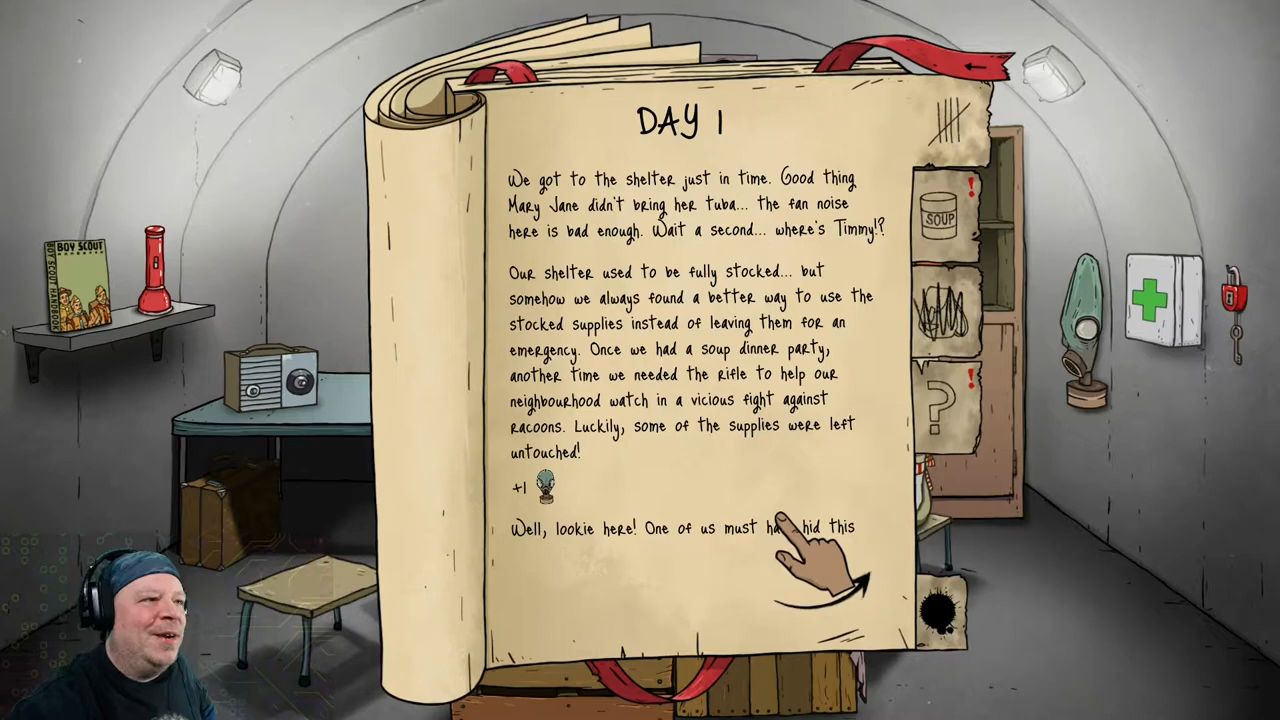 DAY 1
We got to the shelter just in time. Good thing
Mary Jane didn't bring her tuba... the fan noise
here is bad enough. Wait a second... where's Timmy!?
Our shelter used to be fully stocked... but
somehow we always found a better way to use the
stocked supplies instead of leaving them for an
emergency. Once we had a soup dinner party,
another time we needed the rifle to help our
neighbourhood watch in a vicious fight against
racoons. Luckily, some of the supplies were left
untouched!
+1
Well, lookie here! One of us must hid this
BOY SCOUT
BOY SCOUT HANDBOOK
!
SOUP
?
!